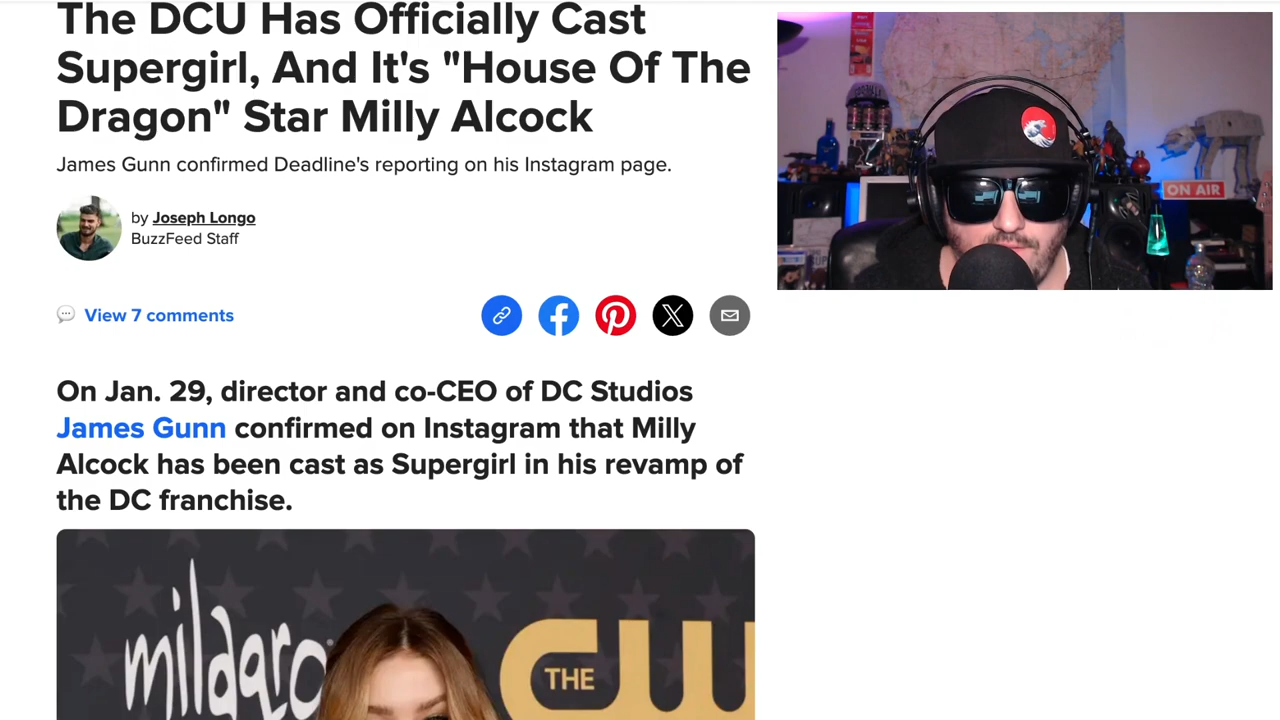 The DCU Has Officially Cast
Supergirl, And It's "House Of The
Dragon" Star Milly Alcock
James Gunn confirmed Deadline's reporting on his Instagram page.
by Joseph Longo
BuzzFeed Staff
View 7 comments
On Jan. 29, director and co-CEO of DC Studios
James Gunn confirmed on Instagram that Milly
Alcock has been cast as Supergirl in his revamp of
the DC franchise.
milagro
THE CW
ON AIR